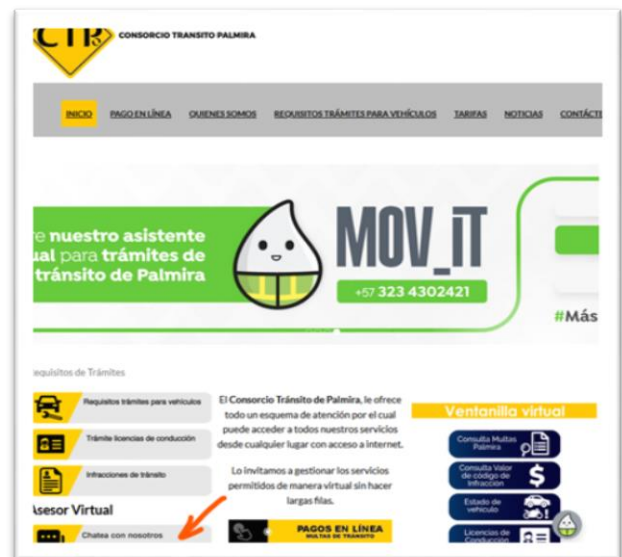 CTP
CONSORCIO TRANSITO PALMIRA
INICIO PAGO EN LÍNEA QUIENES SOMOS REQUISITOS TRÁMITES PARA VEHÍCULOS TARIFAS NOTICIAS CONTÁCTE
re nuestro asistente
ual para trámites de
tránsito de Palmira
MOV_iT
+57 323 4302421
#Más
equisitos de Trámites
Requisitos trámites para vehículos
Trámite licencias de conducción
Infracciones de tránsito
Asesor Virtual
Chatea con nosotros
El Consorcio Tránsito de Palmira, le ofrece
todo un esquema de atención por el cual
puede acceder a todos nuestros servicios
desde cualquier lugar con acceso a internet.
Lo invitamos a gestionar los servicios
permitidos de manera virtual sin hacer
largas filas.
PAGOS EN LÍNEA
MULTAS DE TRÁNSITO
Ventanilla virtual
Consulta Multas
Palmira
Consulta Valor
de código de
Infracción
Estado de
vehículo
Licencias de
Conducción